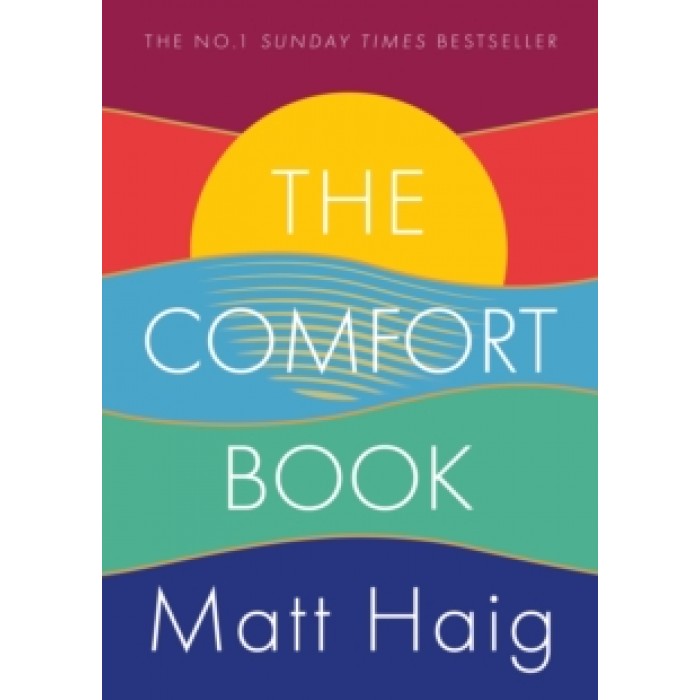 THE NO.1 SUNDAY TIMES BESTSELLER
THE
COMFORT
BOOK
Matt Haig